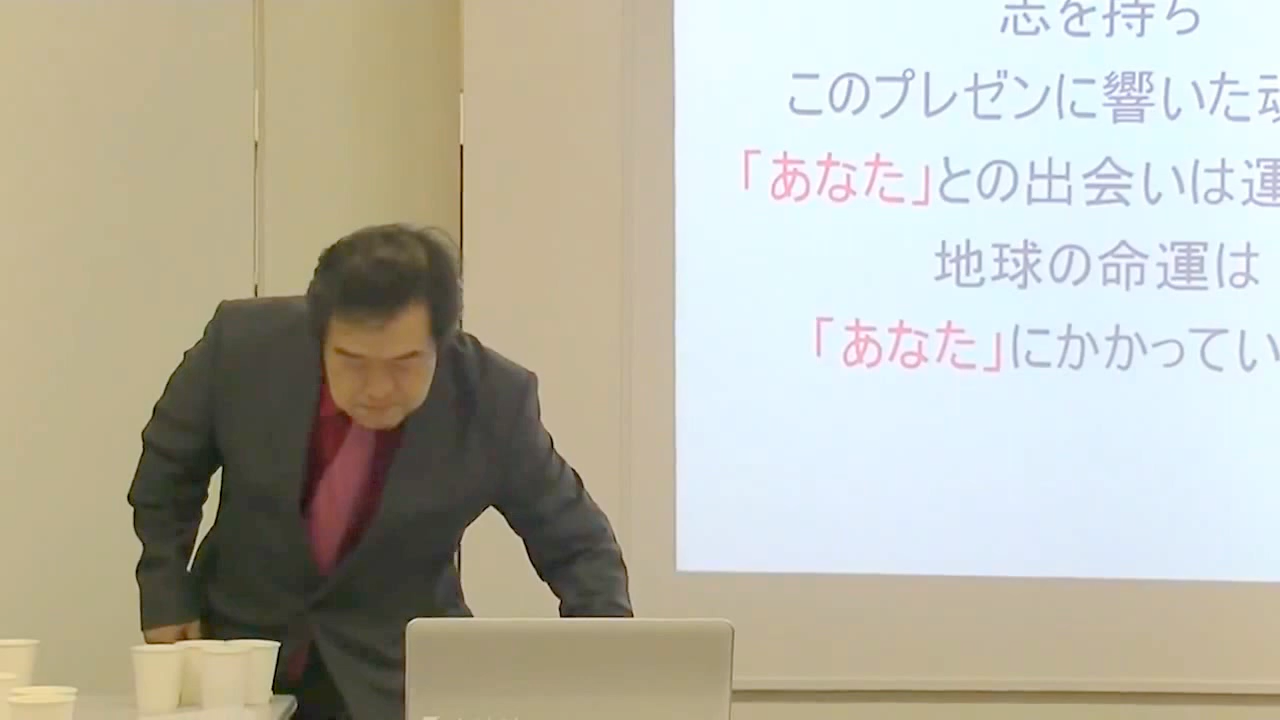 志を持ち
このプレゼンに響いた
「あなた」との出会いは運
地球の命運は
「あなた」にかかってい